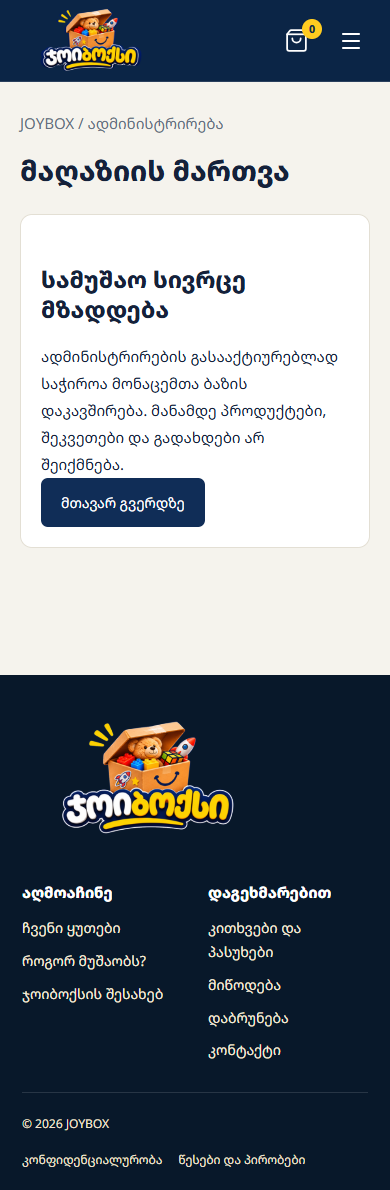 ჯოიბოქსი
0
JOYBOX / ადმინისტრირება
მაღაზიის მართვა
სამუშაო სივრცე
მზადდება
ადმინისტრირების გასააქტიურებლად
საჭიროა მონაცემთა ბაზის
დაკავშირება. მანამდე პროდუქტები,
შეკვეთები და გადახდები არ
შეიქმნება.
მთავარ გვერდზე
ჯოიბოქსი
აღმოაჩინე
ჩვენი ყუთები
როგორ მუშაობს?
ჯოიბოქსის შესახებ
დაგეხმარებით
კითხვები და
პასუხები
მიწოდება
დაბრუნება
კონტაქტი
© 2026 JOYBOX
კონფიდენციალურობა წესები და პირობები